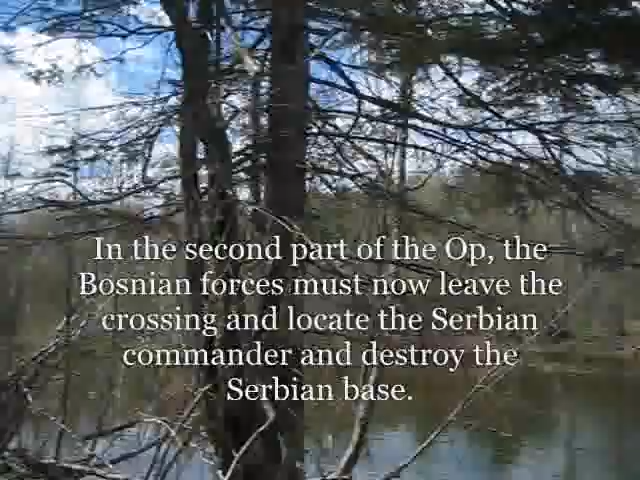 In the second part of the Op, the
Bosnian forces must now leave the
crossing and locate the Serbian
commander and destroy the
Serbian base.